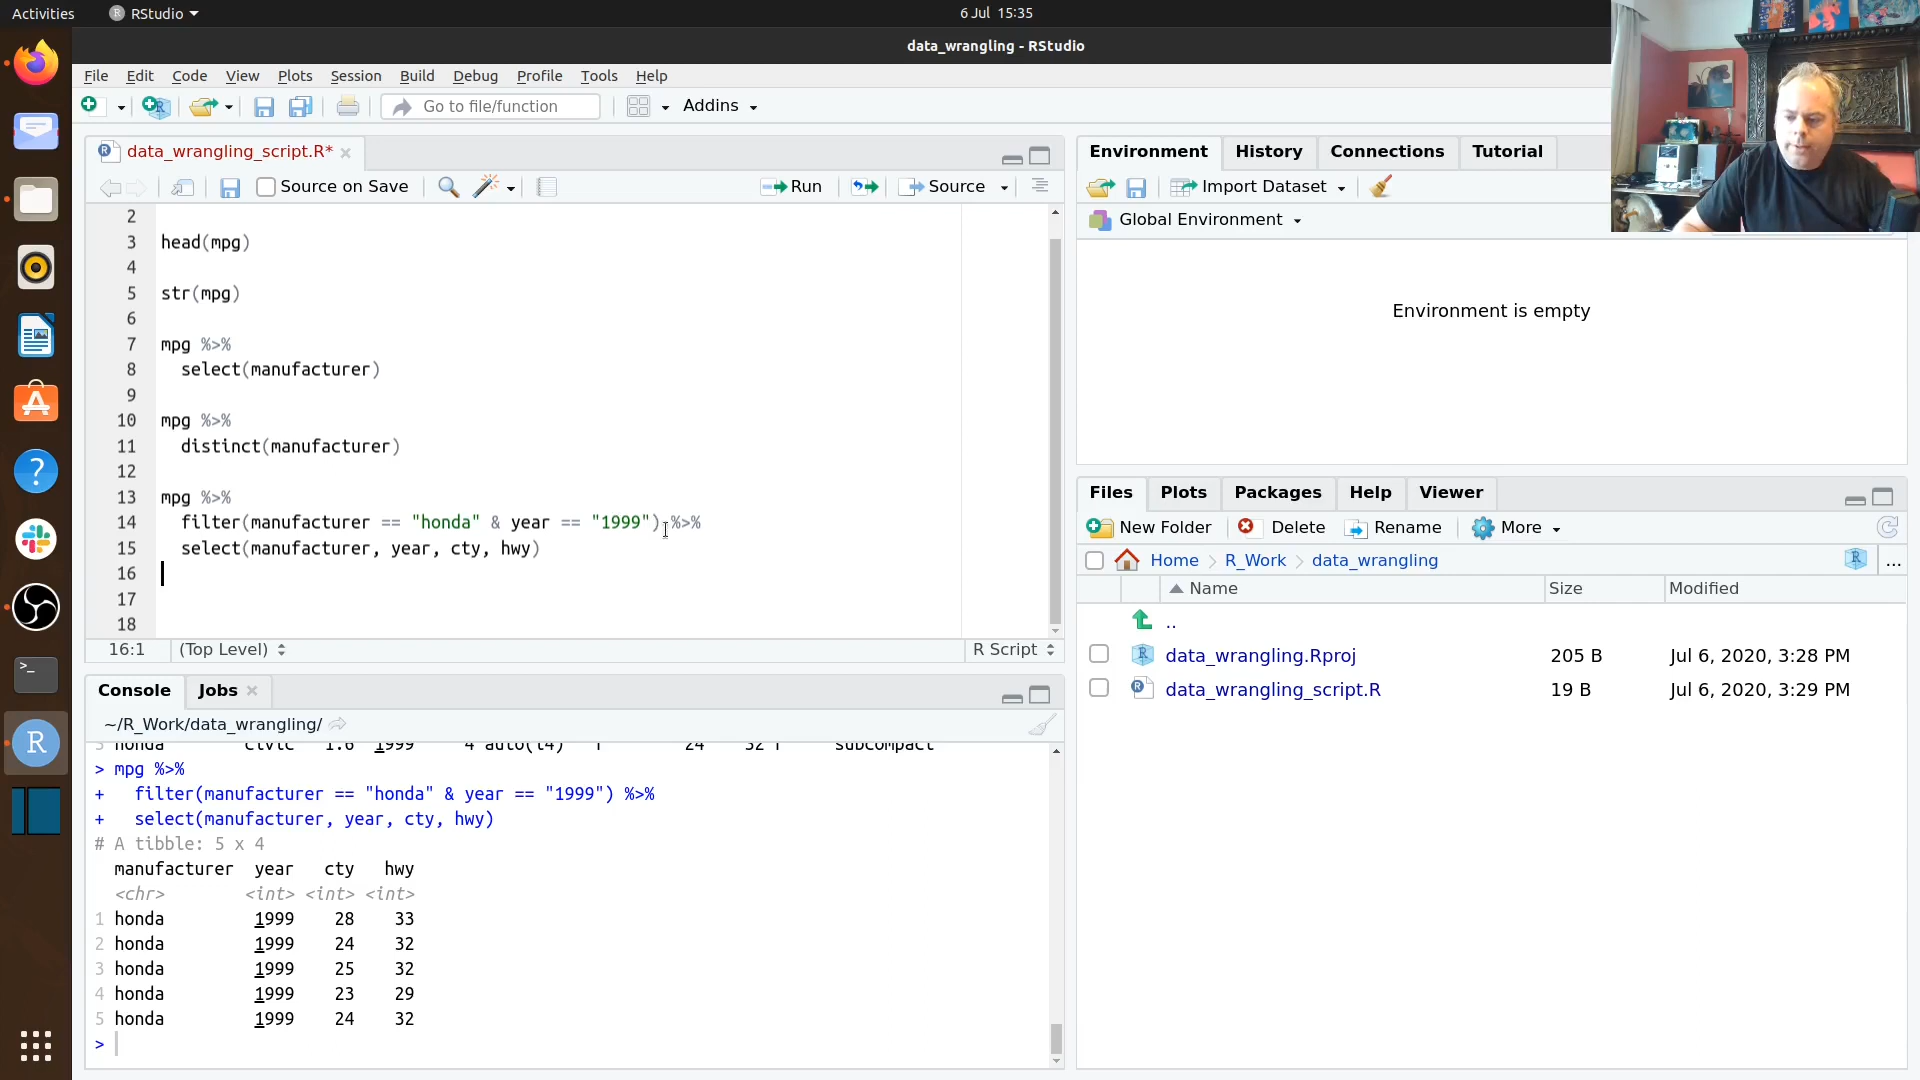 Activities
RStudio
6 Jul 15:35
data_wrangling - RStudio
File Edit Code View Plots Session Build Debug Profile Tools Help
Go to file/function
Addins
data_wrangling_script.R*
Source on Save
Run
Source
2
3 head(mpg)
4
5 str(mpg)
6
7 mpg %>%
8 select(manufacturer)
9
10 mpg %>%
11 distinct(manufacturer)
12
13 mpg %>%
14 filter(manufacturer == "honda" & year == "1999") %>%
15 select(manufacturer, year, cty, hwy)
16
17
18
16:1 (Top Level) R Script
Console Jobs
~/R_Work/data_wrangling/
3 honda civic 1.6 1999 4 auto(l4) f 24 32 r subcompact
> mpg %>%
+ filter(manufacturer == "honda" & year == "1999") %>%
+ select(manufacturer, year, cty, hwy)
# A tibble: 5 x 4
manufacturer year cty hwy
<chr> <int> <int> <int>
1 honda 1999 28 33
2 honda 1999 24 32
3 honda 1999 25 32
4 honda 1999 23 29
5 honda 1999 24 32
>
Environment History Connections Tutorial
Import Dataset
Global Environment
Environment is empty
Files Plots Packages Help Viewer
New Folder Delete Rename More
Home R_Work data_wrangling ...
Name Size Modified
..
data_wrangling.Rproj 205 B Jul 6, 2020, 3:28 PM
data_wrangling_script.R 19 B Jul 6, 2020, 3:29 PM